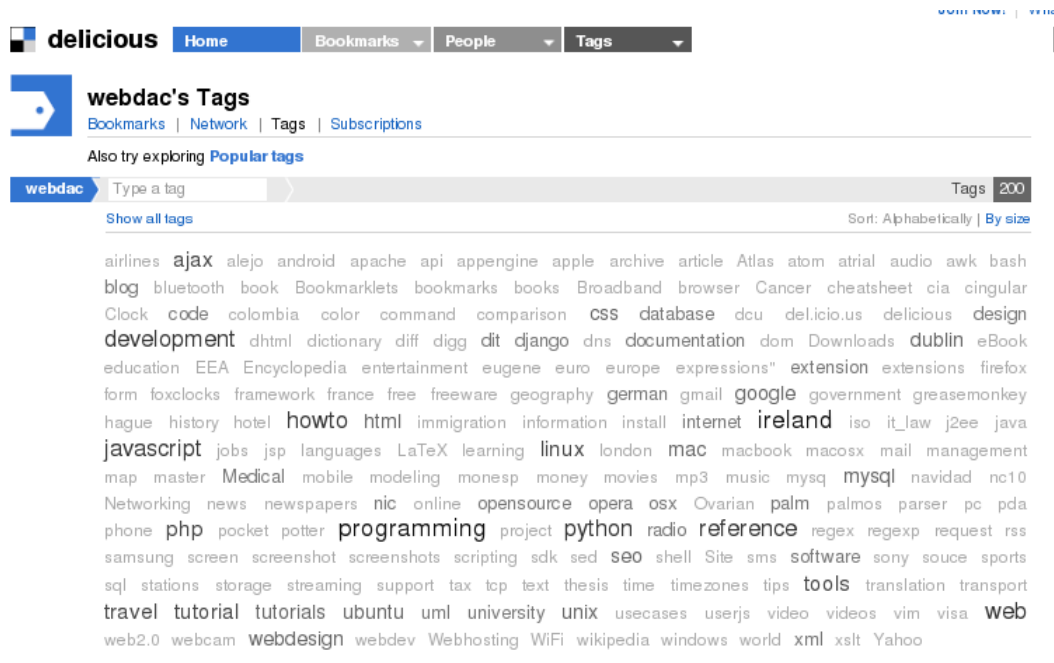 Join Now! |
delicious Home Bookmarks People Tags
webdac's Tags
Bookmarks | Network | Tags | Subscriptions
Also try exploring Popular tags
webdac Type a tag Tags 200
Show all tags Sort: Alphabetically | By size
airlines ajax alejo android apache api appengine apple archive article Atlas atom atrial audio awk bash
blog bluetooth book Bookmarklets bookmarks books Broadband browser Cancer cheatsheet cia cingular
Clock code colombia color command comparison css database dcu del.icio.us delicious design
development dhtml dictionary diff digg dit django dns documentation dom Downloads dublin eBook
education EEA Encyclopedia entertainment eugene euro europe expressions" extension extensions firefox
form foxclocks framework france free freeware geography german gmail google government greasemonkey
hague history hotel howto html immigration information install internet ireland iso it_law j2ee java
javascript jobs jsp languages LaTeX learning linux london mac macbook macosx mail management
map master Medical mobile modeling monesp money movies mp3 music mysq mysql navidad nc10
Networking news newspapers nic online opensource opera osx Ovarian palm palmos parser pc pda
phone php pocket potter programming project python radio reference regex regexp request rss
samsung screen screenshot screenshots scripting sdk sed seo shell Site sms software sony souce sports
sql stations storage streaming support tax tcp text thesis time timezones tips tools translation transport
travel tutorial tutorials ubuntu uml university unix usecases userjs video videos vim visa web
web2.0 webcam webdesign webdev Webhosting WiFi wikipedia windows world xml xslt Yahoo